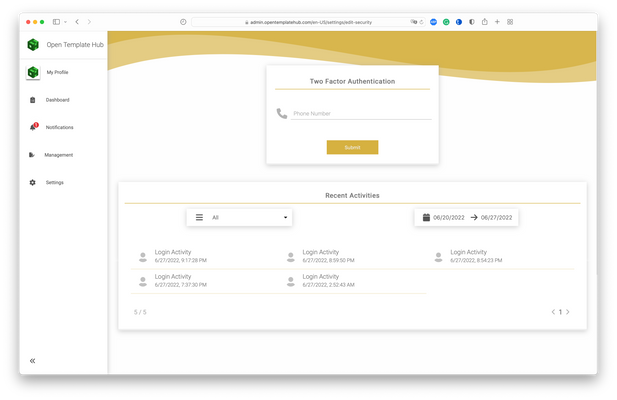 admin.opentemplatehub.com/en-US/settings/edit-security
Open Template Hub
My Profile
Dashboard
Notifications
Management
Settings
Two Factor Authentication
Phone Number
Submit
Recent Activities
All
06/20/2022 → 06/27/2022
Login Activity
6/27/2022, 9:17:28 PM
Login Activity
6/27/2022, 8:59:50 PM
Login Activity
6/27/2022, 8:54:23 PM
Login Activity
6/27/2022, 7:37:30 PM
Login Activity
6/27/2022, 2:52:43 AM
5 / 5
1